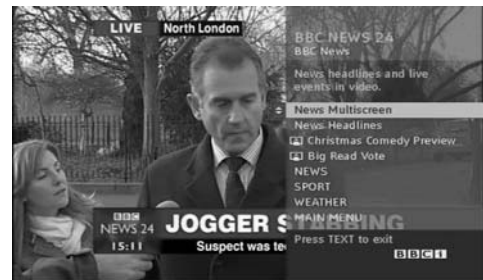 LIVE North London
BBC NEWS 24
BBC News
News headlines and live
events in video.
News Multiscreen
News Headlines
Christmas Comedy Preview...
Big Read Vote
NEWS
SPORT
WEATHER
MAIN MENU
Press TEXT to exit
BBC
NEWS 24
15:11
JOGGER STABBING
Suspect was
BBC i